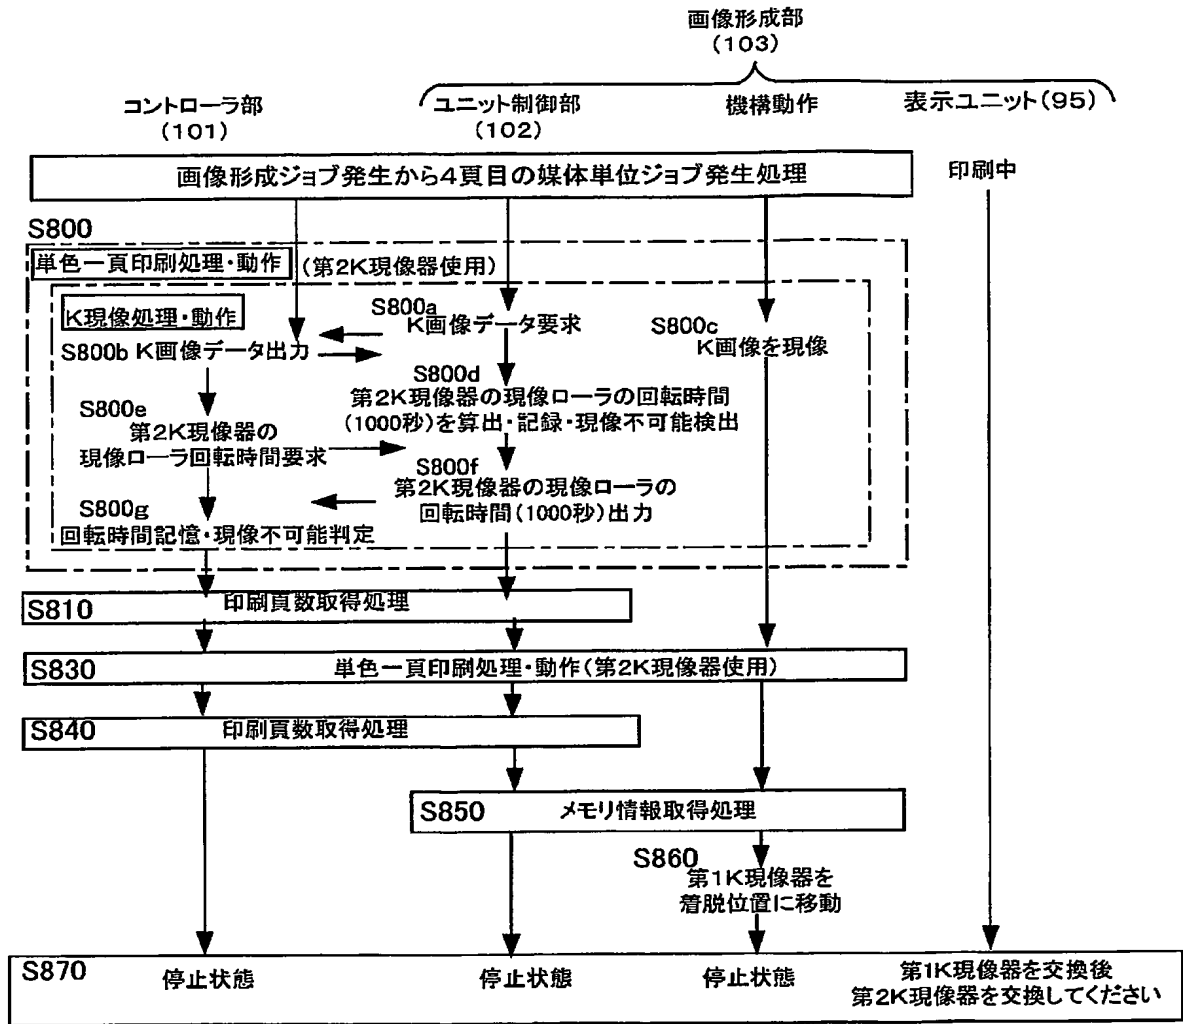 画像形成部
(103)
コントローラ部
(101)
ユニット制御部
(102)
機構動作
表示ユニット(95)
画像形成ジョブ発生から4頁目の媒体単位ジョブ発生処理
印刷中
S800
単色一頁印刷処理・動作
(第2K現像器使用)
K現像処理・動作
S800a
K画像データ要求
S800b K画像データ出力
S800c
K画像を現像
S800d
第2K現像器の現像ローラの回転時間
(1000秒)を算出・記録・現像不可能検出
S800e
第2K現像器の
現像ローラ回転時間要求
S800f
第2K現像器の現像ローラの
回転時間(1000秒)出力
S800g
回転時間記憶・現像不可能判定
S810 印刷頁数取得処理
S830 単色一頁印刷処理・動作(第2K現像器使用)
S840 印刷頁数取得処理
S850 メモリ情報取得処理
S860
第1K現像器を
着脱位置に移動
S870
停止状態
停止状態
停止状態
第1K現像器を交換後
第2K現像器を交換してください